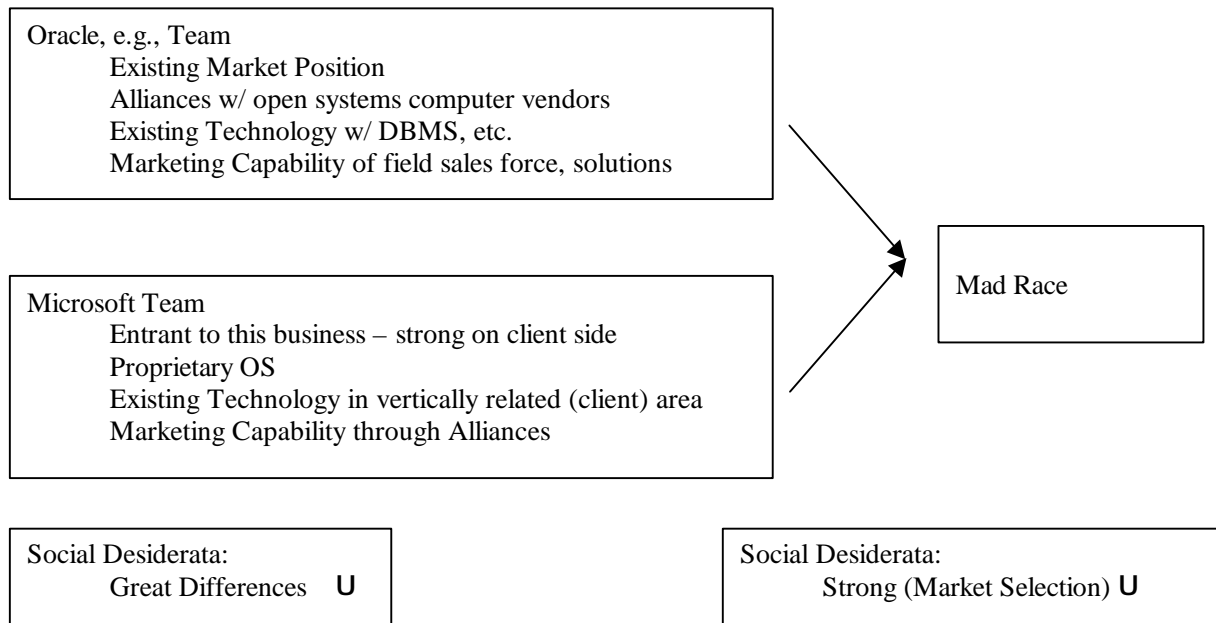 Oracle, e.g., Team
Existing Market Position
Alliances w/ open systems computer vendors
Existing Technology w/ DBMS, etc.
Marketing Capability of field sales force, solutions
Mad Race
Microsoft Team
Entrant to this business – strong on client side
Proprietary OS
Existing Technology in vertically related (client) area
Marketing Capability through Alliances
Social Desiderata:
Great Differences U
Social Desiderata:
Strong (Market Selection) U